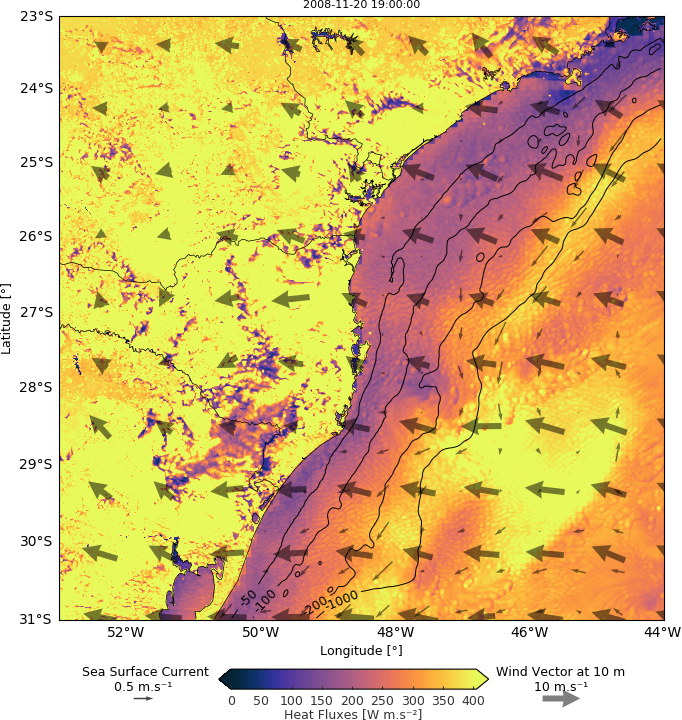 2008-11-20 19:00:00
23°S
24°S
25°S
26°S
27°S
28°S
29°S
30°S
31°S
Latitude [°]
-50
-100
-200
-1000
52°W 50°W 48°W 46°W 44°W
Longitude [°]
Sea Surface Current
0.5 m.s⁻¹
Wind Vector at 10 m
10 m.s⁻¹
0 50 100 150 200 250 300 350 400
Heat Fluxes [W m.s⁻²]